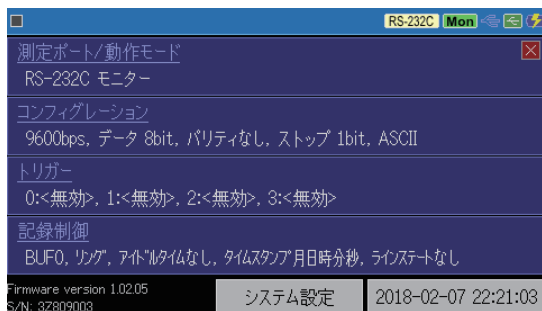 RS-232C Mon
測定ポート/動作モード
RS-232C モニター
コンフィグレーション
9600bps, データ 8bit, パリティなし, ストップ 1bit, ASCII
トリガー
0:<無効>, 1:<無効>, 2:<無効>, 3:<無効>
記録制御
BUF0, リング, アイドルタイムなし, タイムスタンプ月日時分秒, ラインステートなし
Firmware version 1.02.05
S/N: 3Z809003
システム設定
2018-02-07 22:21:03